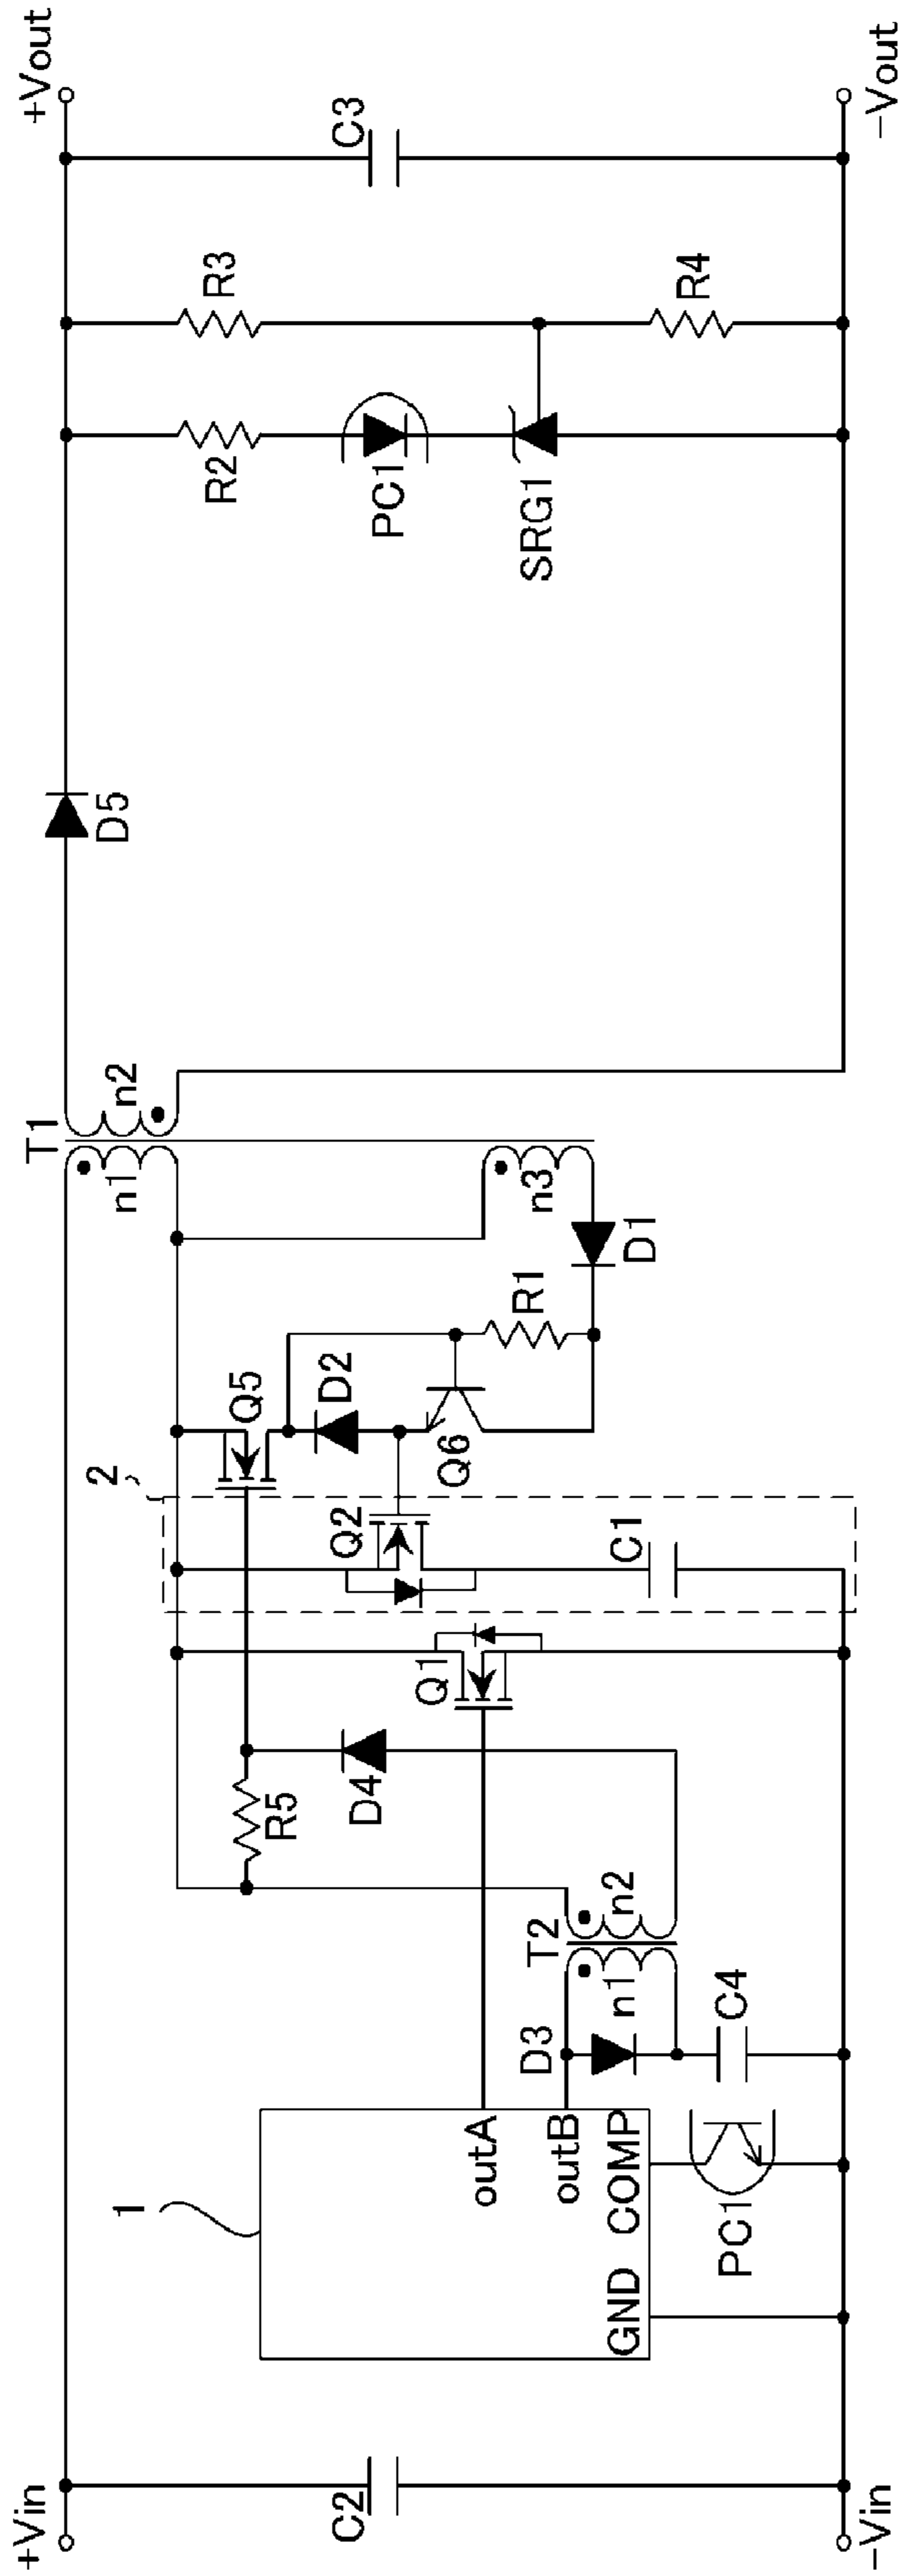 +Vin
−Vin
C2
1
GND
COMP
outA
outB
PC1
D3
C4
T2
n1
n2
R5
D4
Q1
2
Q2
C1
Q5
D2
Q6
R1
D1
n3
T1
n1
n2
D5
R2
PC1
SRG1
R3
R4
C3
+Vout
−Vout